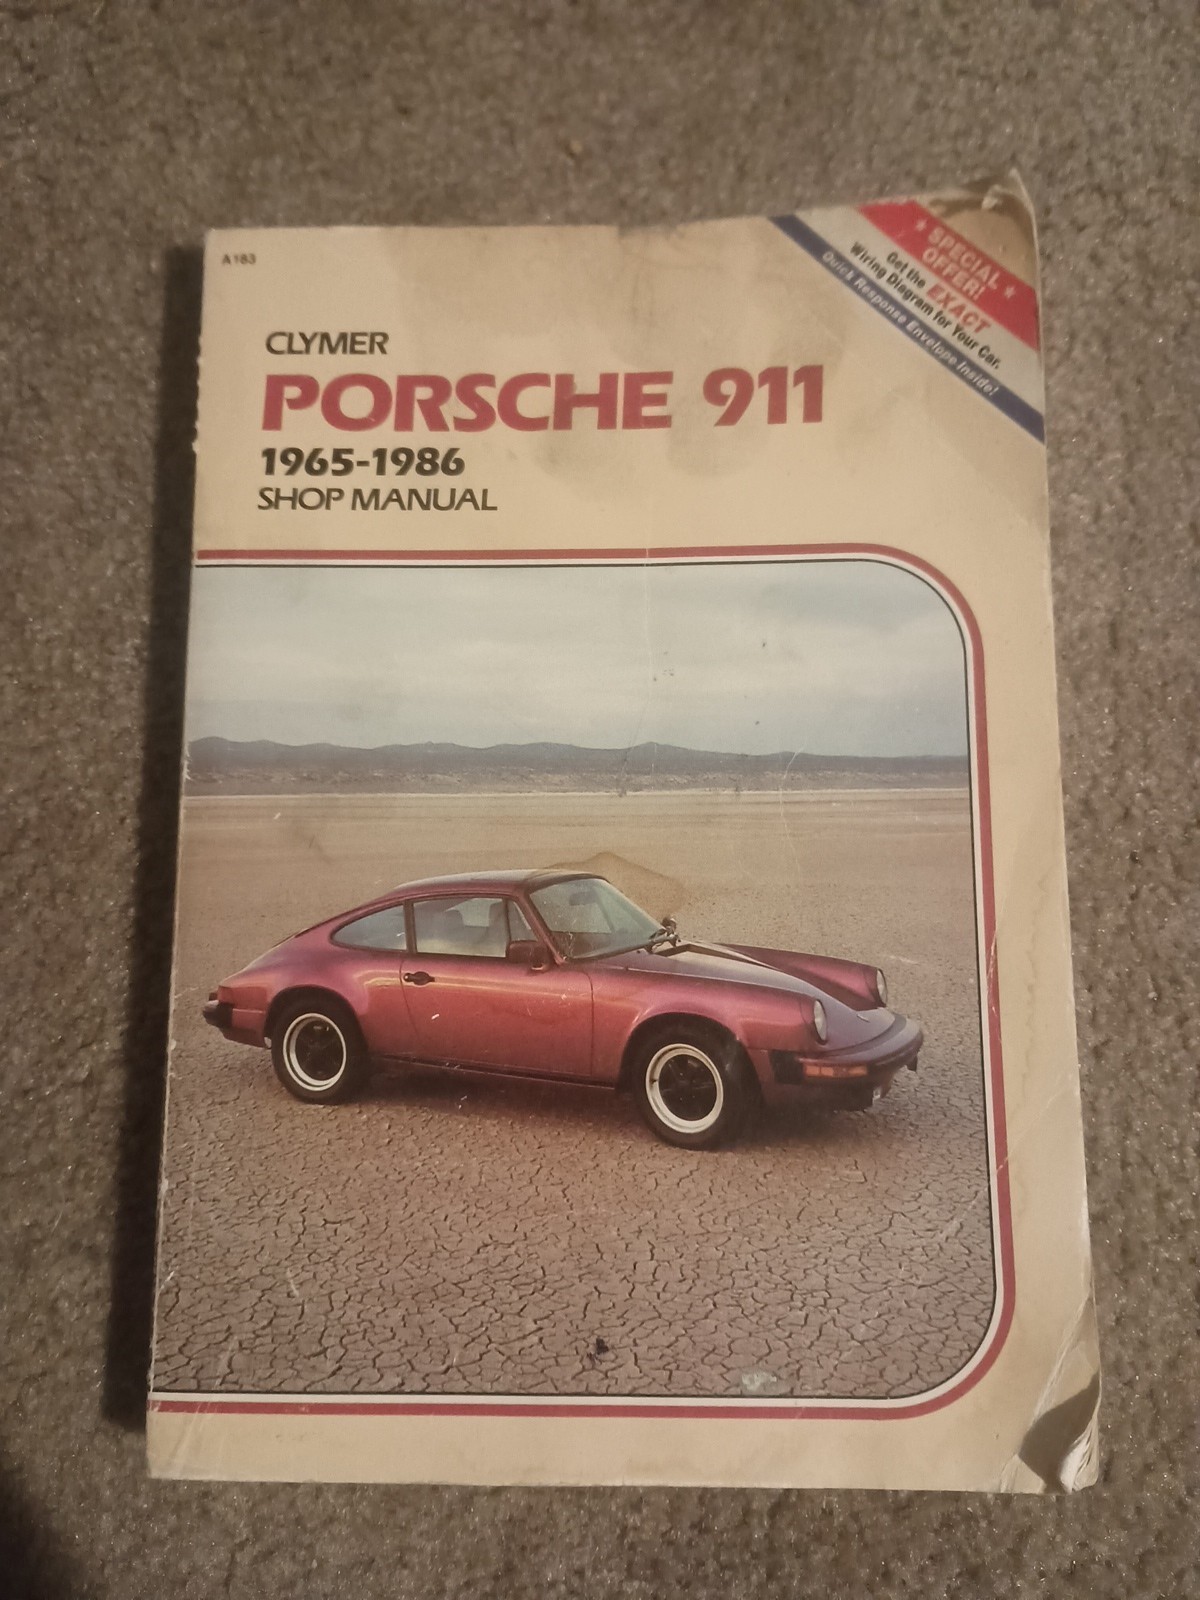 A183
★ SPECIAL
OFFER! ★
Get the EXACT
Wiring Diagram for Your Car.
Quick Response Envelope Inside!
CLYMER
PORSCHE 911
1965-1986
SHOP MANUAL